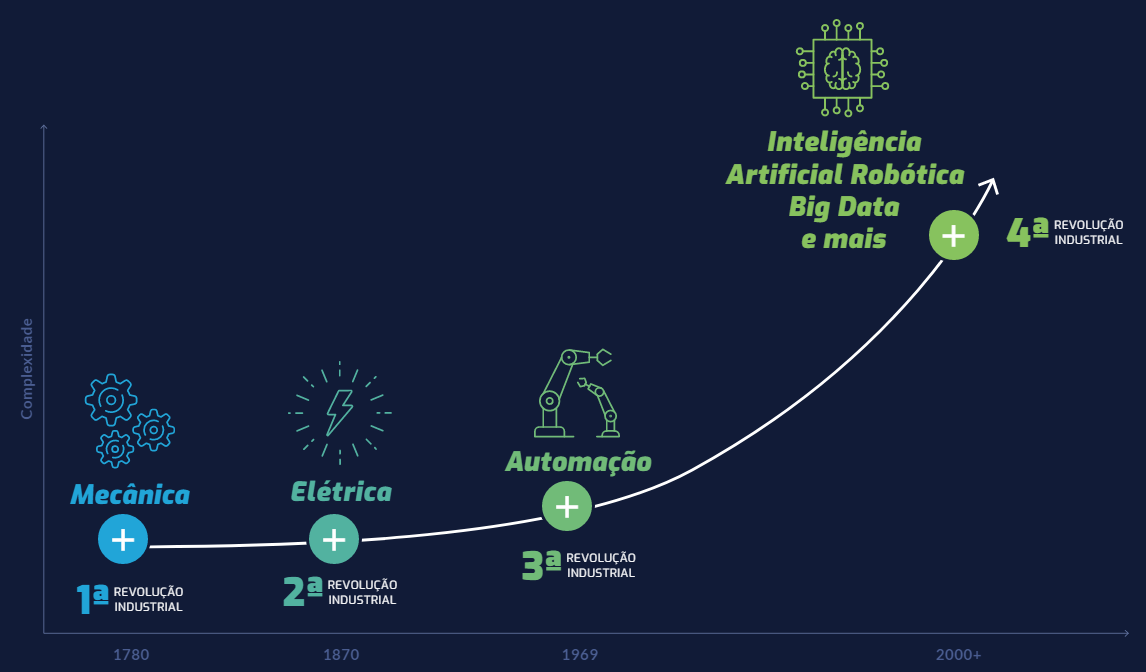 Inteligência
Artificial Robótica
Big Data
e mais
4ª REVOLUÇÃO
INDUSTRIAL
Complexidade
Automação
3ª REVOLUÇÃO
INDUSTRIAL
Elétrica
2ª REVOLUÇÃO
INDUSTRIAL
Mecânica
1ª REVOLUÇÃO
INDUSTRIAL
1780
1870
1969
2000+